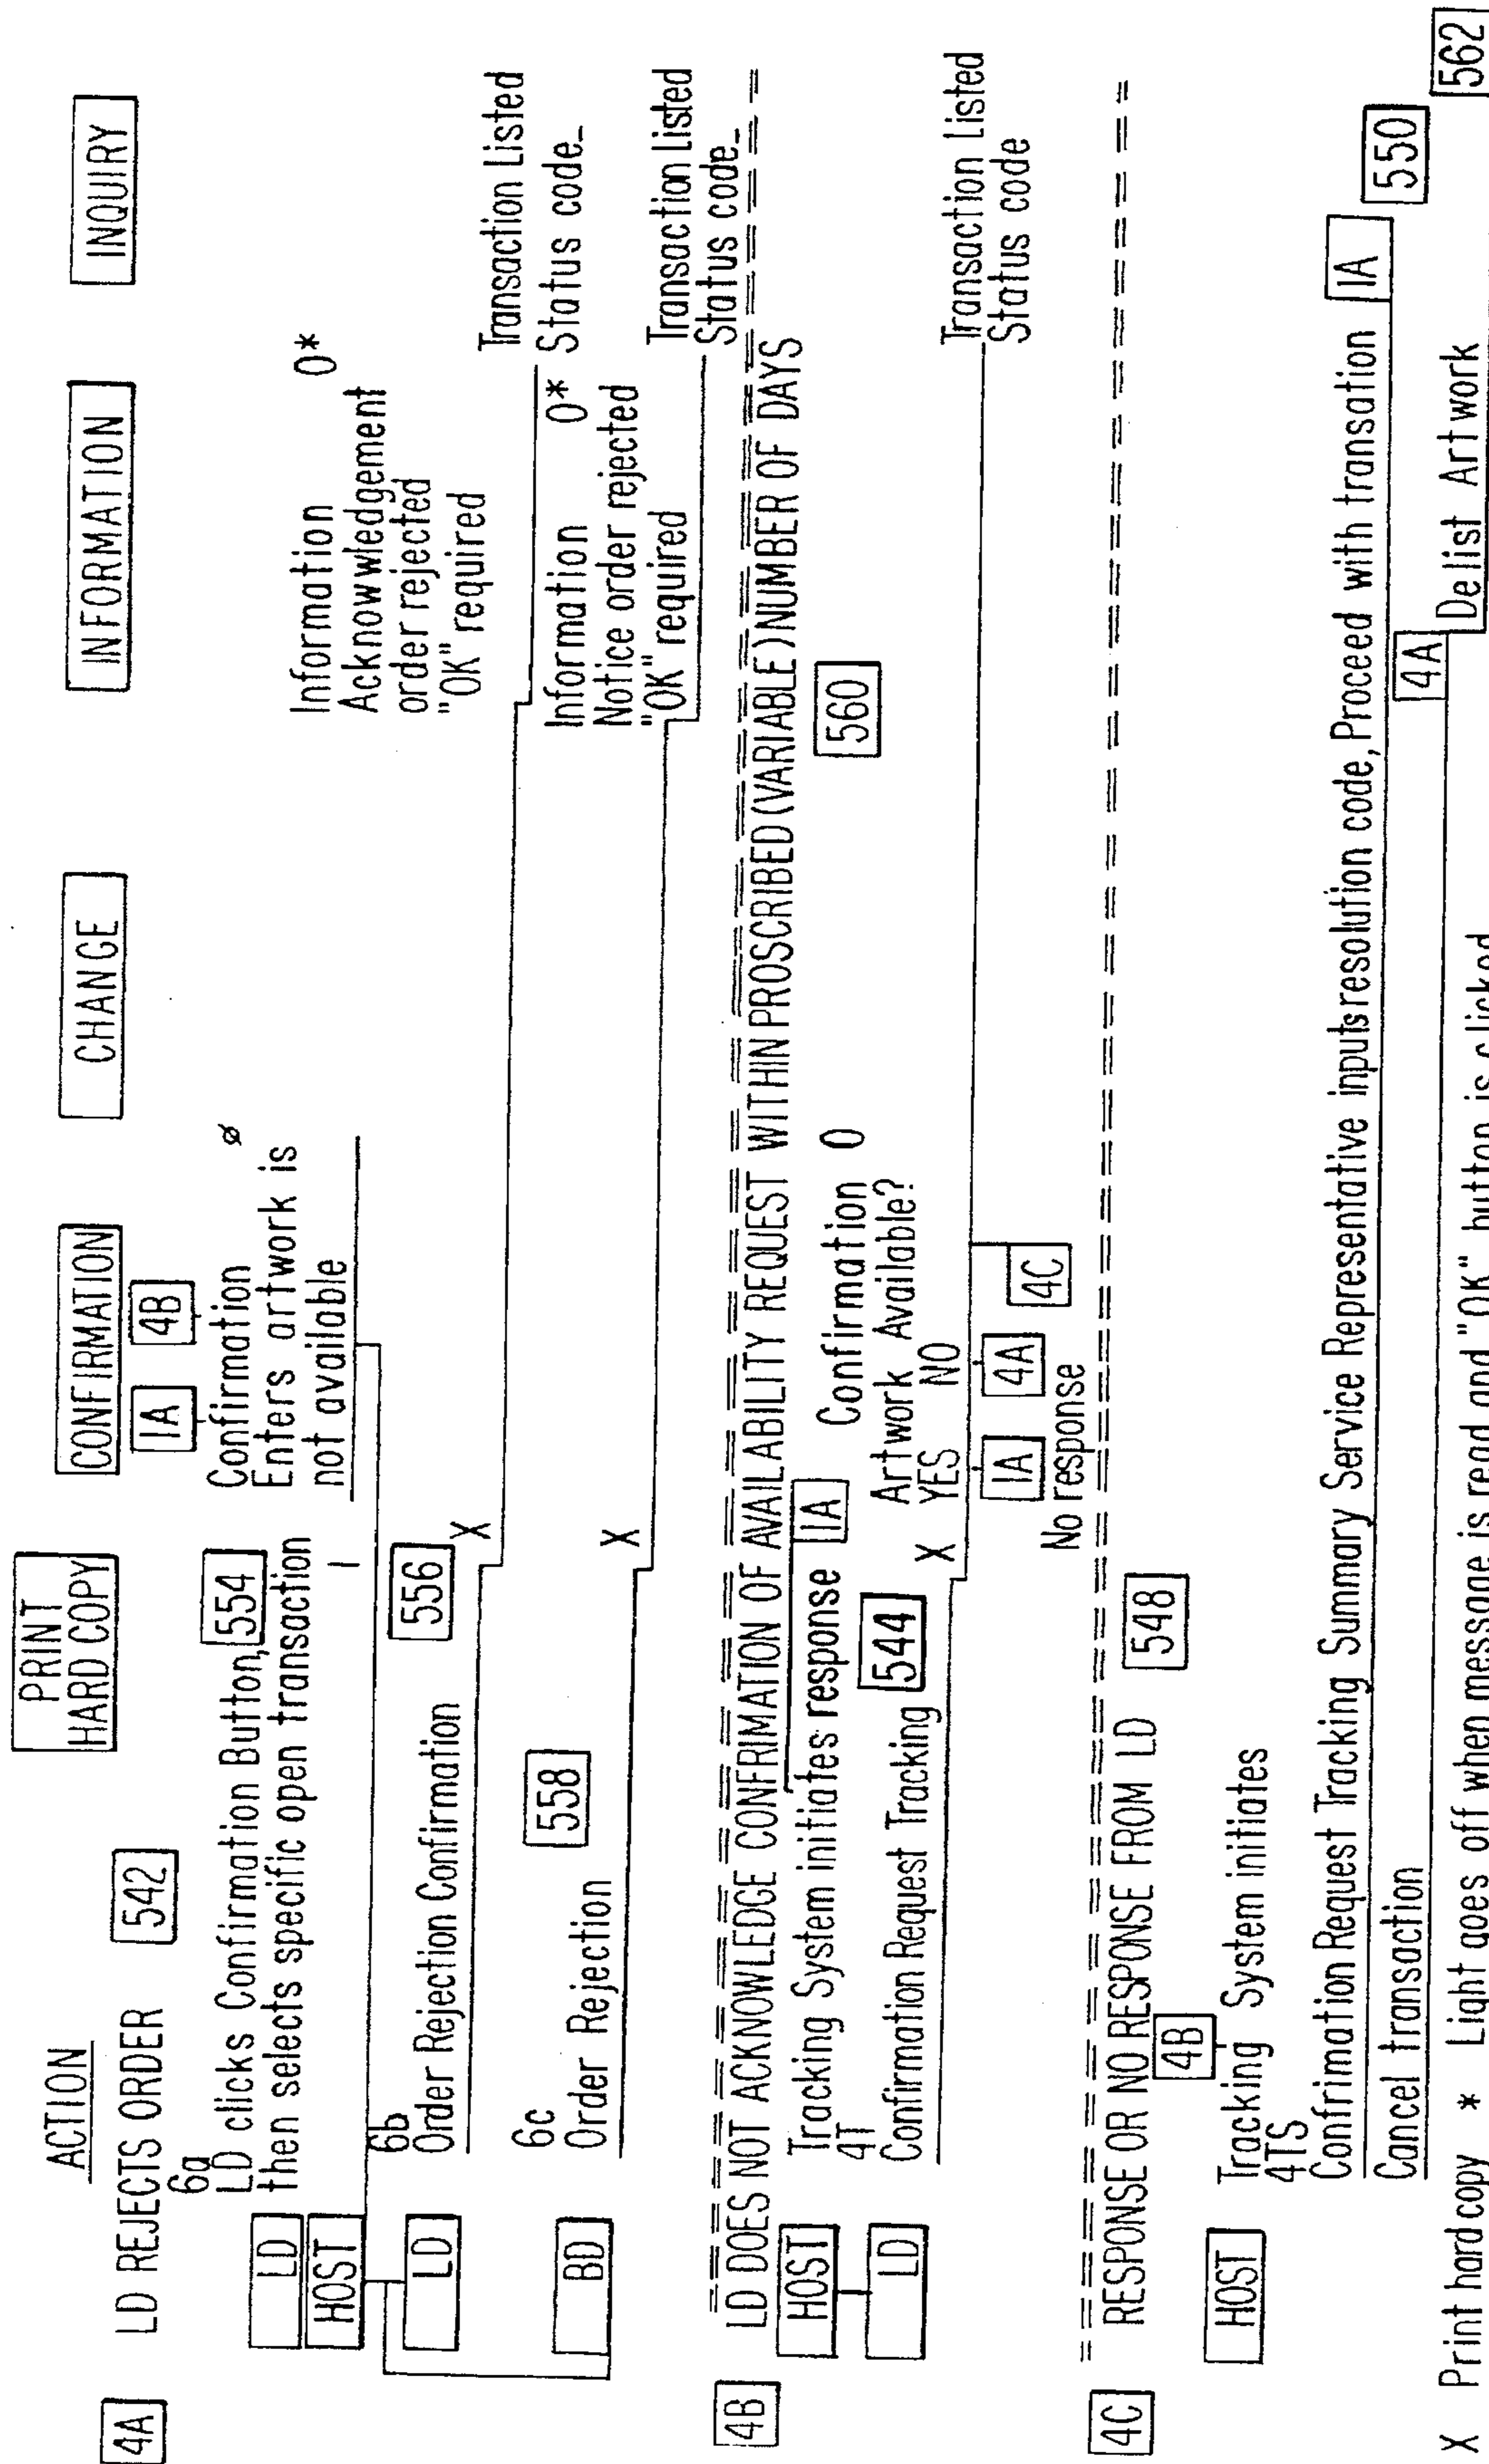 ACTION
PRINT
HARD COPY
CONFIRMATION
CHANGE
INFORMATION
INQUIRY
4A LD REJECTS ORDER 542
1A 4B
6a
LD clicks Confirmation Button, 554
then selects specific open transaction
Confirmation ø
Enters artwork is
not available
Information 0*
Acknowledgement
order rejected
"OK" required
LD
HOST
LD
6b
Order Rejection Confirmation 556
X
Transaction Listed
Status code_
BD
6c
Order Rejection 558
X
Information 0*
Notice order rejected
"OK" required
Transaction Listed
Status code_
4B LD DOES NOT ACKNOWLEDGE CONFRIMATION OF AVAILABILITY REQUEST WITHIN PROSCRIBED (VARIABLE) NUMBER OF DAYS
HOST
LD
Tracking System initiates response 1A
4T
Confirmation Request Tracking 544
X
Confirmation 0
Artwork Available?
YES NO
1A 4A 4C
No response
560
Transaction Listed
Status code
4C RESPONSE OR NO RESPONSE FROM LD 548
HOST
4B
Tracking System initiates
4TS
Confrimation Request Tracking Summary Service Representative inputs resolution code, Proceed with transation 1A
550
Cancel transaction
4A
Delist Artwork
562
X Print hard copy * Light goes off when message is read and "OK" button is clicked